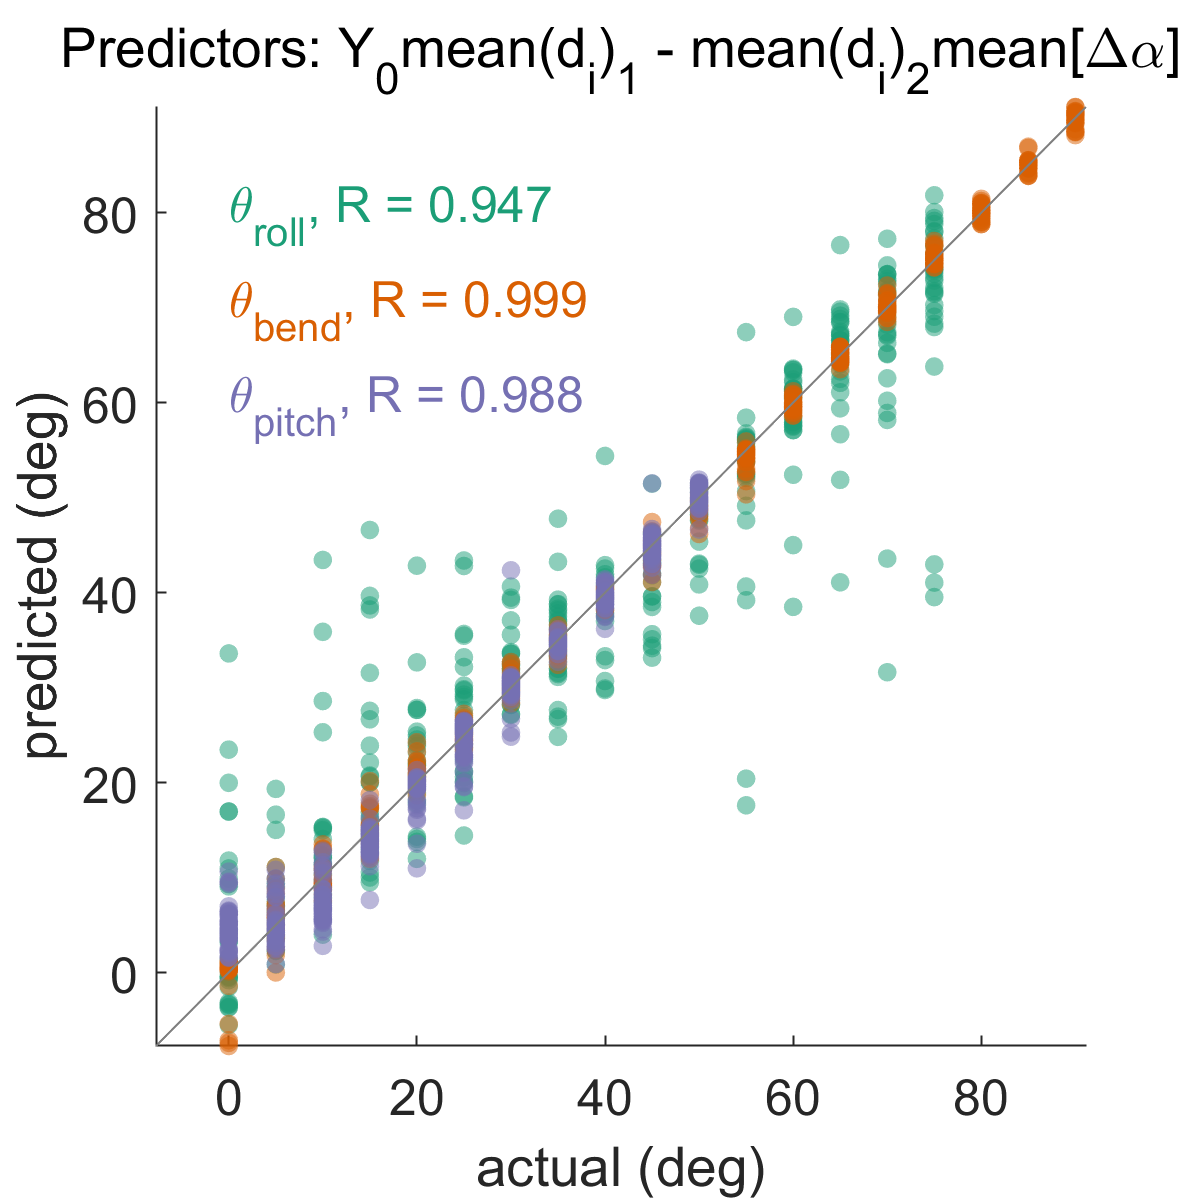 Predictors: Y₀mean(dᵢ)₁ - mean(dᵢ)₂mean[Δα]
θroll, R = 0.947
θbend, R = 0.999
θpitch, R = 0.988
predicted (deg)
80
60
40
20
0
0 20 40 60 80
actual (deg)